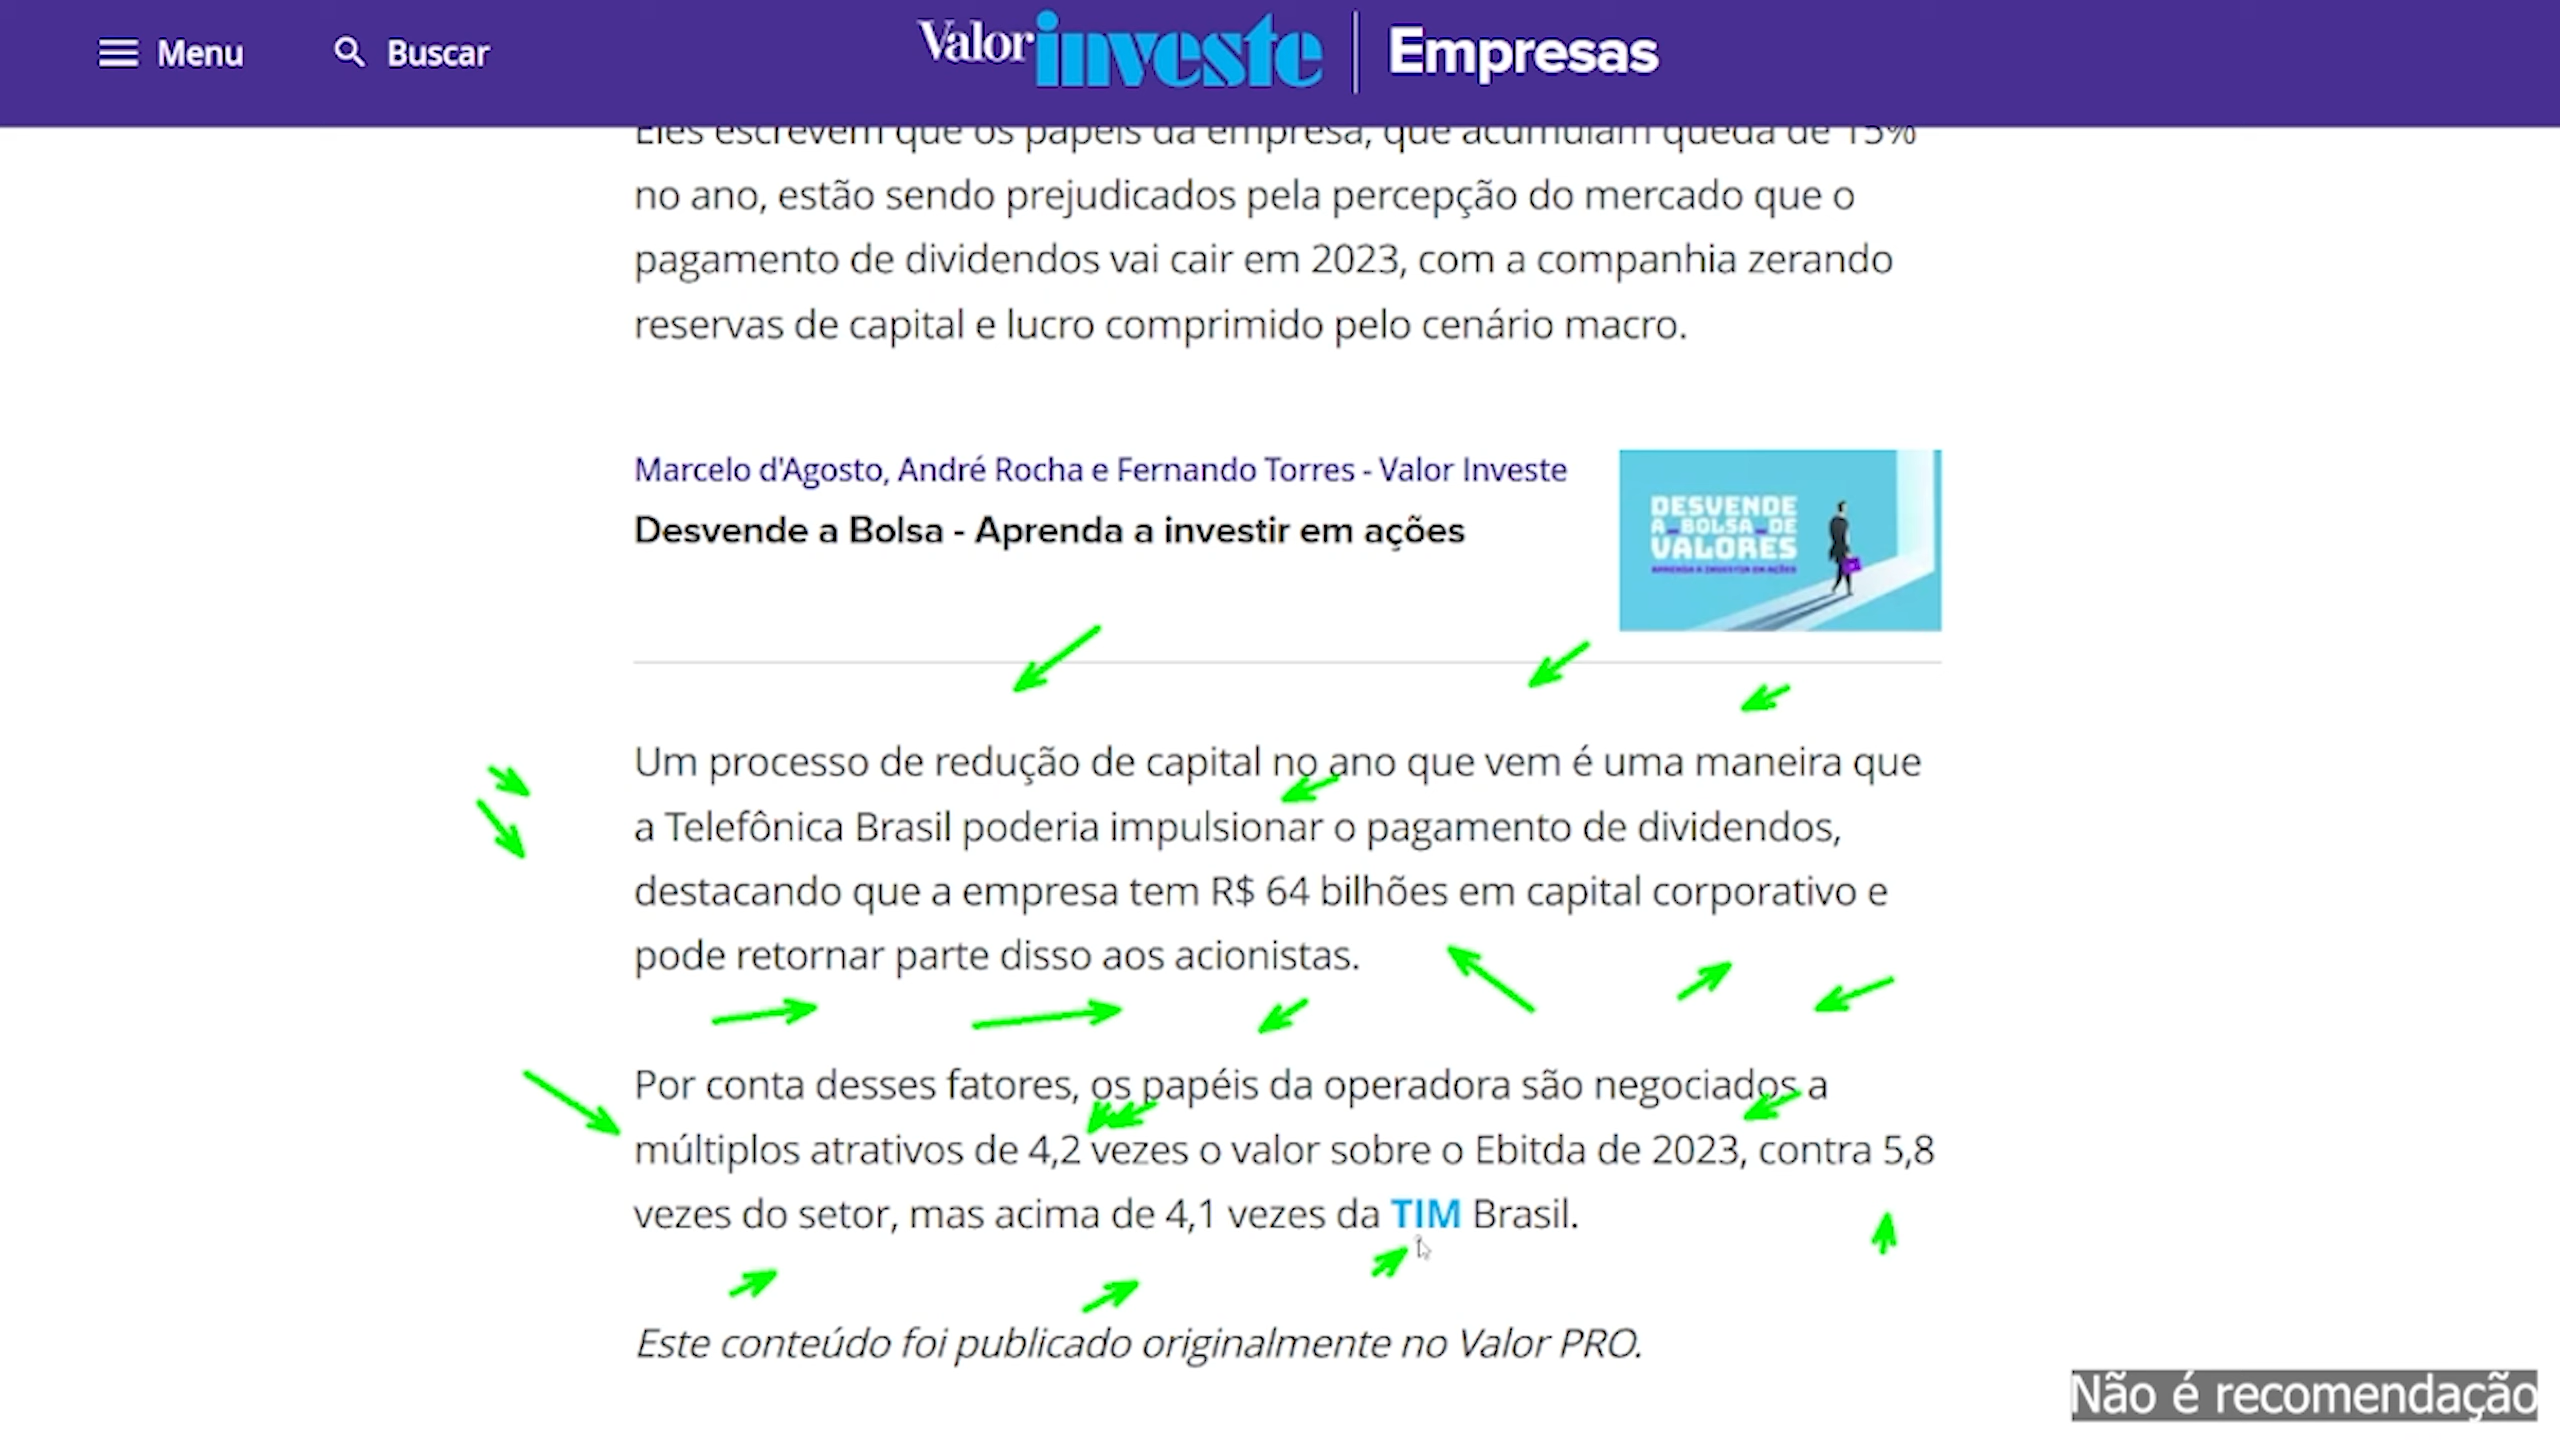 Menu
Buscar
Valor investe
Empresas
Eles escrevem que os papéis da empresa, que acumulam queda de 15%
no ano, estão sendo prejudicados pela percepção do mercado que o
pagamento de dividendos vai cair em 2023, com a companhia zerando
reservas de capital e lucro comprimido pelo cenário macro.
Marcelo d'Agosto, André Rocha e Fernando Torres - Valor Investe
Desvende a Bolsa - Aprenda a investir em ações
DESVENDE
A_BOLSA_DE
VALORES
APRENDA A INVESTIR EM AÇÕES
Um processo de redução de capital no ano que vem é uma maneira que
a Telefônica Brasil poderia impulsionar o pagamento de dividendos,
destacando que a empresa tem R$ 64 bilhões em capital corporativo e
pode retornar parte disso aos acionistas.
Por conta desses fatores, os papéis da operadora são negociados a
múltiplos atrativos de 4,2 vezes o valor sobre o Ebitda de 2023, contra 5,8
vezes do setor, mas acima de 4,1 vezes da TIM Brasil.
Este conteúdo foi publicado originalmente no Valor PRO.
Não é recomendação